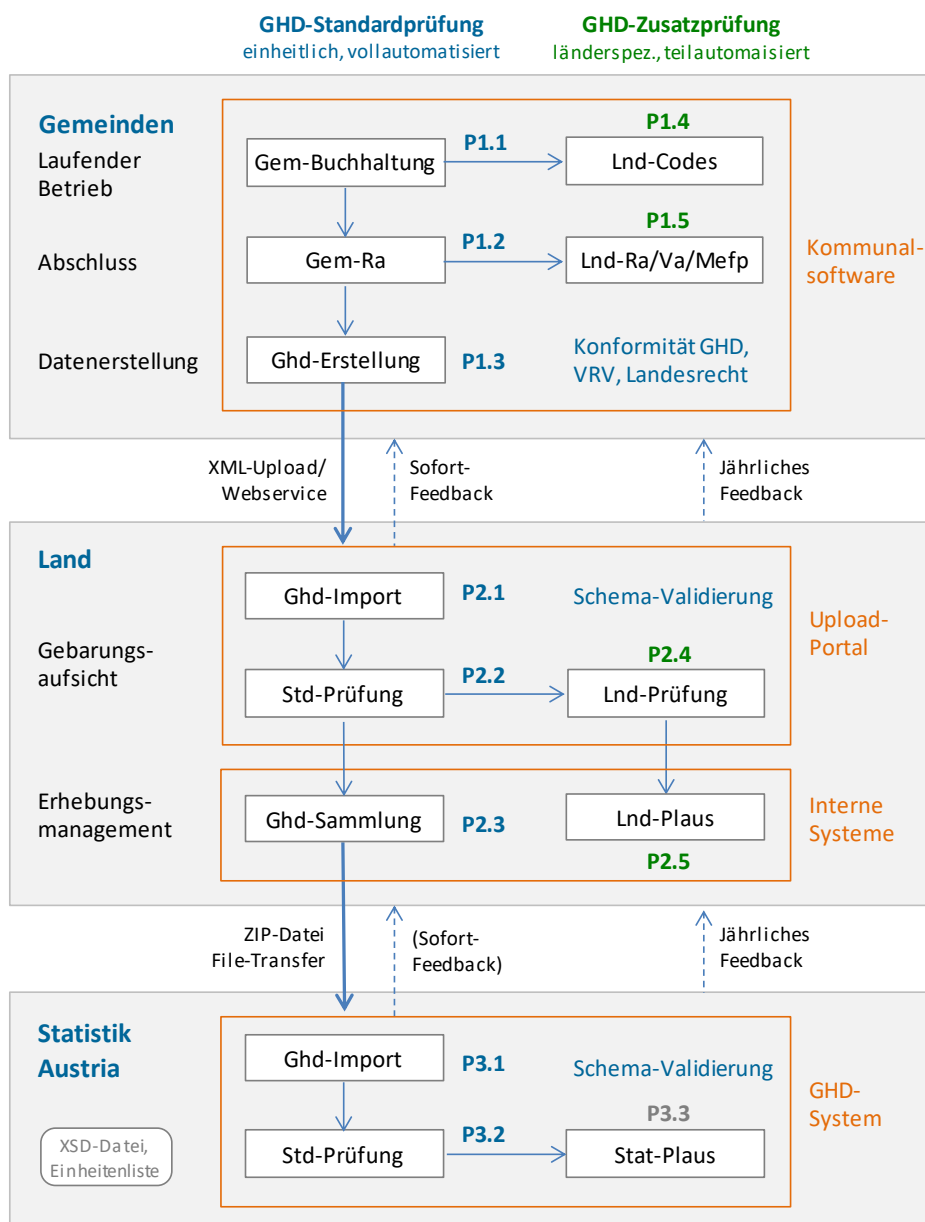 GHD-Standardprüfung
einheitlich, vollautomatisiert
GHD-Zusatzprüfung
länderspez., teilautomaisiert
Gemeinden
Laufender
Betrieb
Gem-Buchhaltung
P1.1
P1.4
Lnd-Codes
Abschluss
Gem-Ra
P1.2
P1.5
Lnd-Ra/Va/Mefp
Kommunal-
software
Datenerstellung
Ghd-Erstellung
P1.3
Konformität GHD,
VRV, Landesrecht
XML-Upload/
Webservice
Sofort-
Feedback
Jährliches
Feedback
Land
Ghd-Import
P2.1
Schema-Validierung
Upload-
Portal
Gebarungs-
aufsicht
Std-Prüfung
P2.2
P2.4
Lnd-Prüfung
Erhebungs-
management
Ghd-Sammlung
P2.3
Lnd-Plaus
P2.5
Interne
Systeme
ZIP-Datei
File-Transfer
(Sofort-
Feedback)
Jährliches
Feedback
Statistik
Austria
Ghd-Import
P3.1
Schema-Validierung
GHD-
System
XSD-Datei,
Einheitenliste
Std-Prüfung
P3.2
P3.3
Stat-Plaus